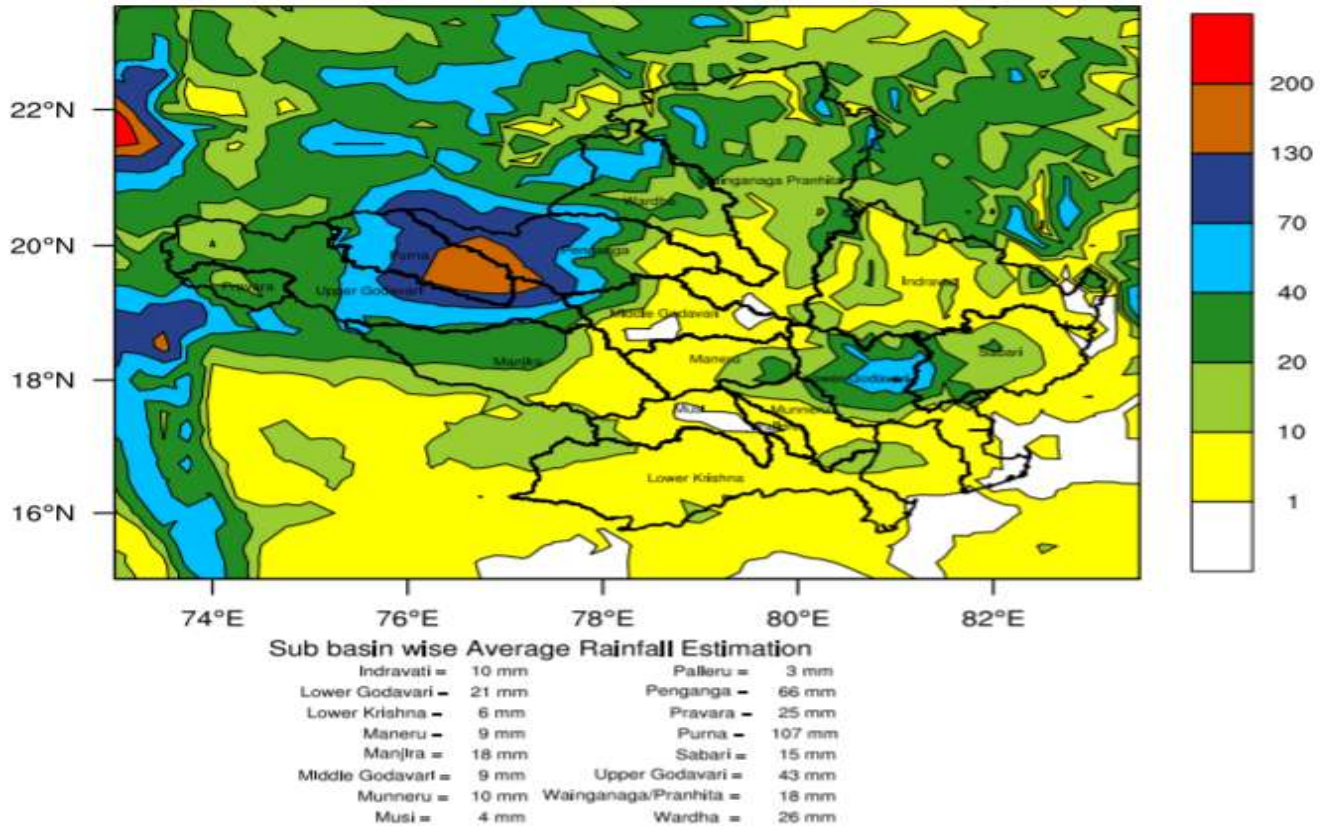 22°N
20°N
18°N
16°N
74°E 76°E 78°E 80°E 82°E
200
130
70
40
20
10
1
Wainganaga Pranhita
Wardha
Purna
Penganga
Pravara
Upper Godavari
Indravati
Middle Godavari
Manjira
Maneru
Sabari
Lower Godavari
Musi
Munneru
Lower Krishna
Sub basin wise Average Rainfall Estimation
Indravati = 10 mm Palleru = 3 mm
Lower Godavari = 21 mm Penganga = 66 mm
Lower Krishna = 6 mm Pravara = 25 mm
Maneru = 9 mm Purna = 107 mm
Manjira = 18 mm Sabari = 15 mm
Middle Godavari = 9 mm Upper Godavari = 43 mm
Munneru = 10 mm Wainganaga/Pranhita = 18 mm
Musi = 4 mm Wardha = 26 mm